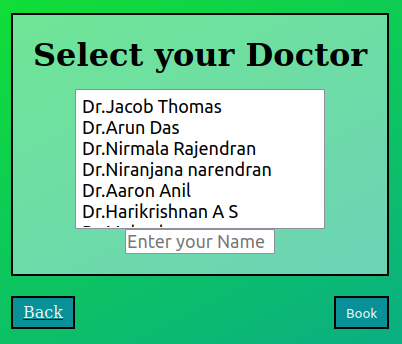 Select your Doctor
Dr.Jacob Thomas
Dr.Arun Das
Dr.Nirmala Rajendran
Dr.Niranjana narendran
Dr.Aaron Anil
Dr.Harikrishnan A S
Enter your Name
Back
Book